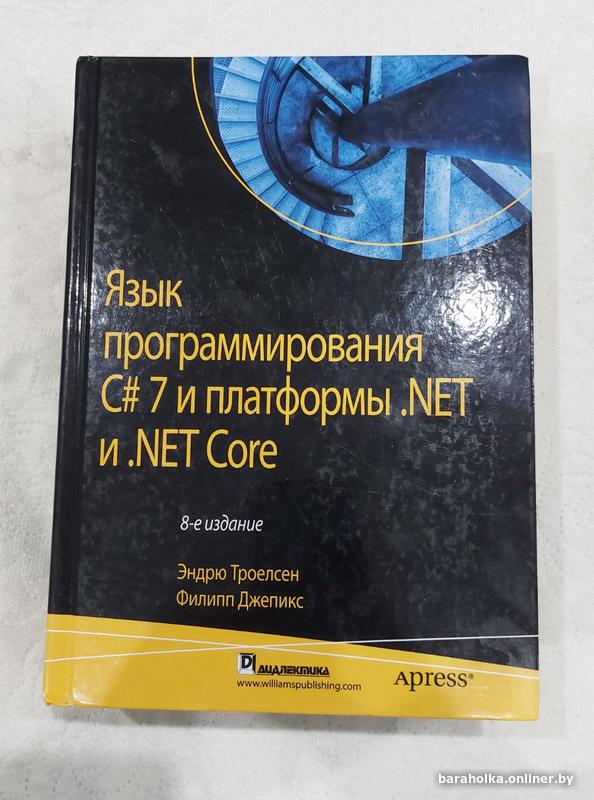 Язык
программирования
C# 7 и платформы .NET
и .NET Core
8-е издание
Эндрю Троелсен
Филипп Джепикс
ДИАЛЕКТИКА
www.williamspublishing.com
Apress®
baraholka.onliner.by